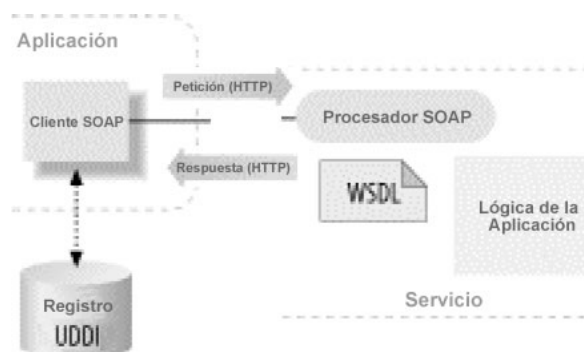 Aplicación
Petición (HTTP)
Cliente SOAP
Procesador SOAP
Respuesta (HTTP)
WSDL
Lógica de la
Aplicación
Registro
UDDI
Servicio